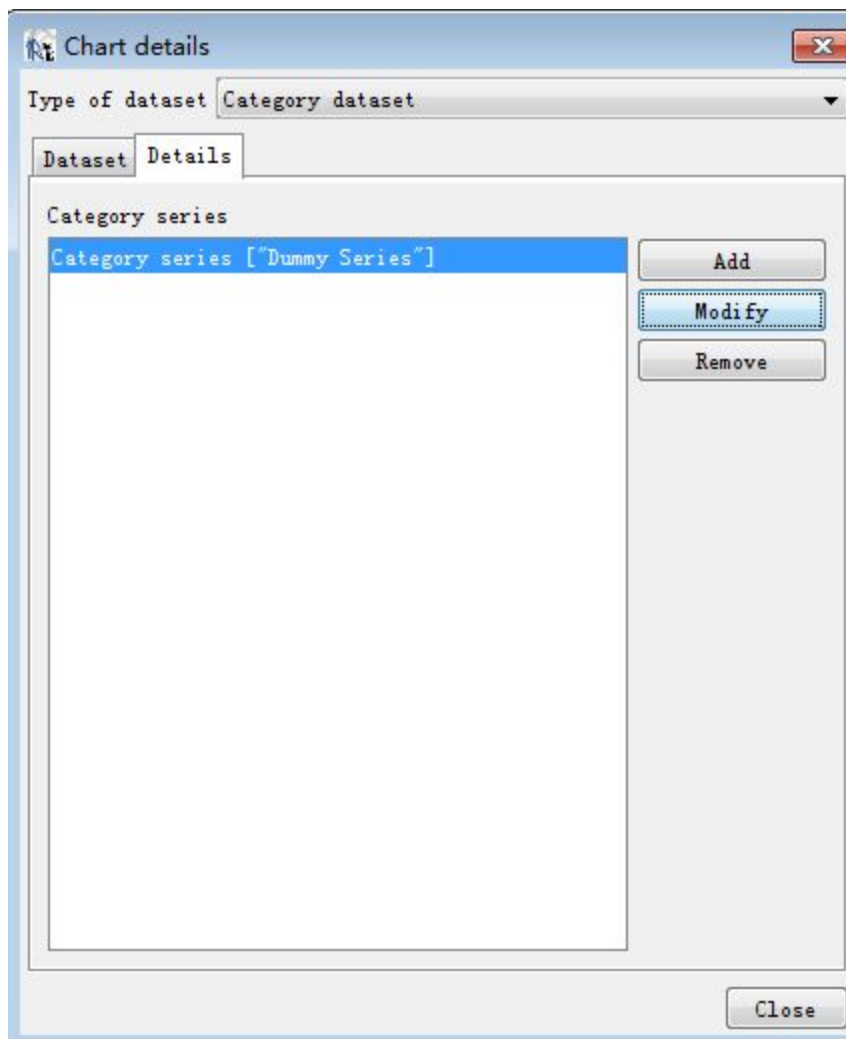 Chart details
Type of dataset Category dataset
Dataset Details
Category series
Category series ["Dummy Series"]
Add
Modify
Remove
Close